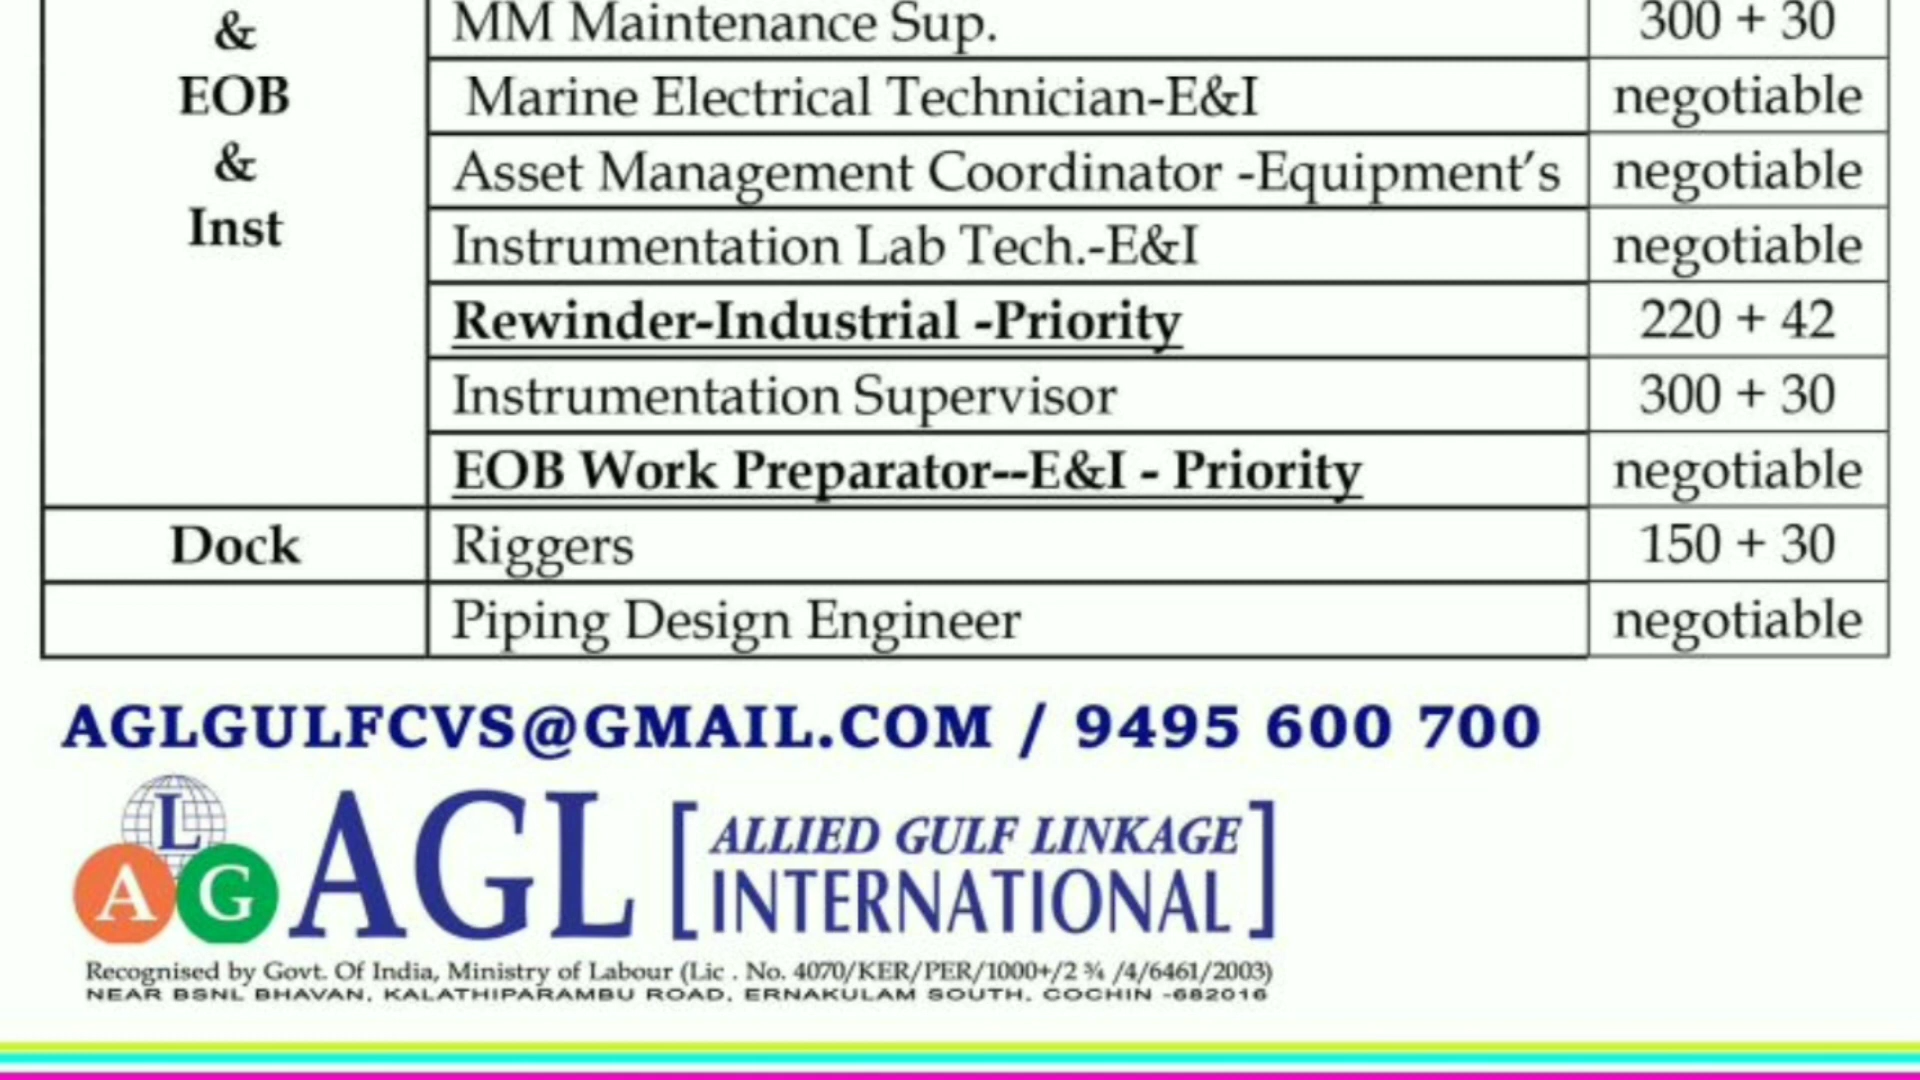 & MM Maintenance Sup. 300 + 30
EOB Marine Electrical Technician-E&I negotiable
& Asset Management Coordinator -Equipment’s negotiable
Inst Instrumentation Lab Tech.-E&I negotiable
Rewinder-Industrial -Priority 220 + 42
Instrumentation Supervisor 300 + 30
EOB Work Preparator--E&I - Priority negotiable
Dock Riggers 150 + 30
Piping Design Engineer negotiable
AGLGULFCVS@GMAIL.COM / 9495 600 700
L
A G AGL [ALLIED GULF LINKAGE
INTERNATIONAL]
Recognised by Govt. Of India, Ministry of Labour (Lic . No. 4070/KER/PER/1000+/2 ¾ /4/6461/2003)
NEAR BSNL BHAVAN, KALATHIPARAMBU ROAD, ERNAKULAM SOUTH, COCHIN -682016